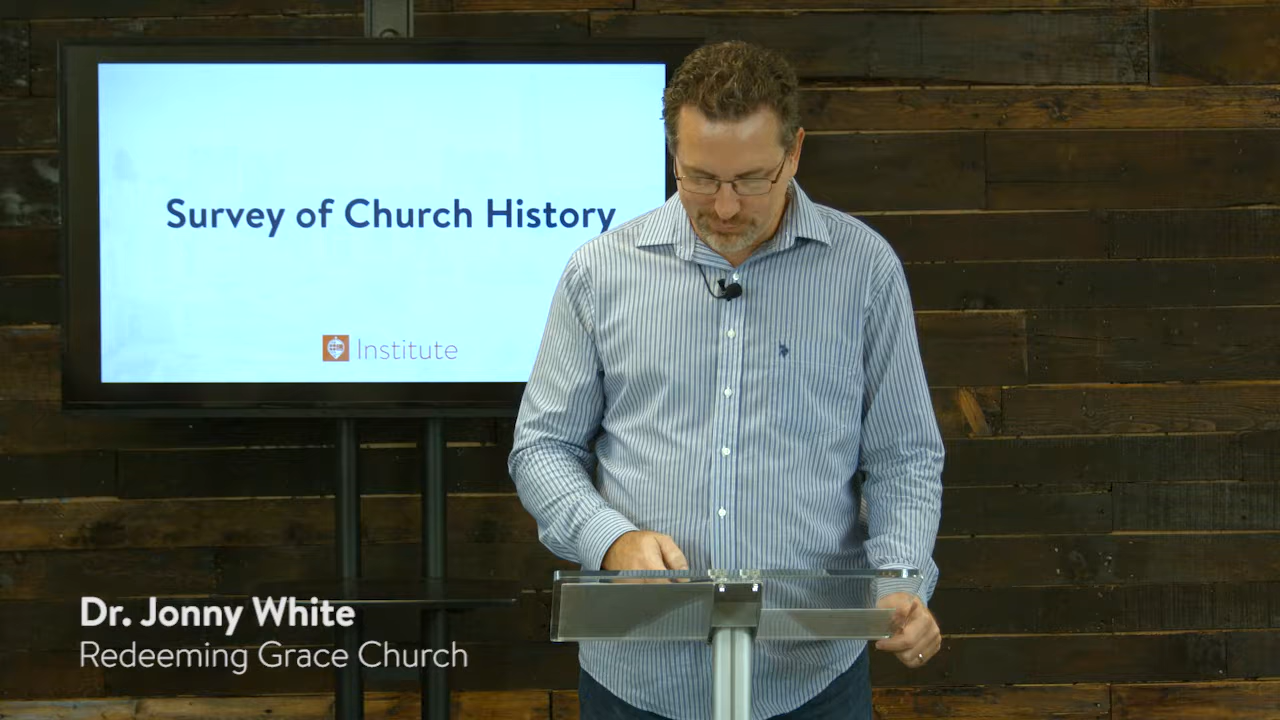 Survey of Church History
Institute
Dr. Jonny White
Redeeming Grace Church